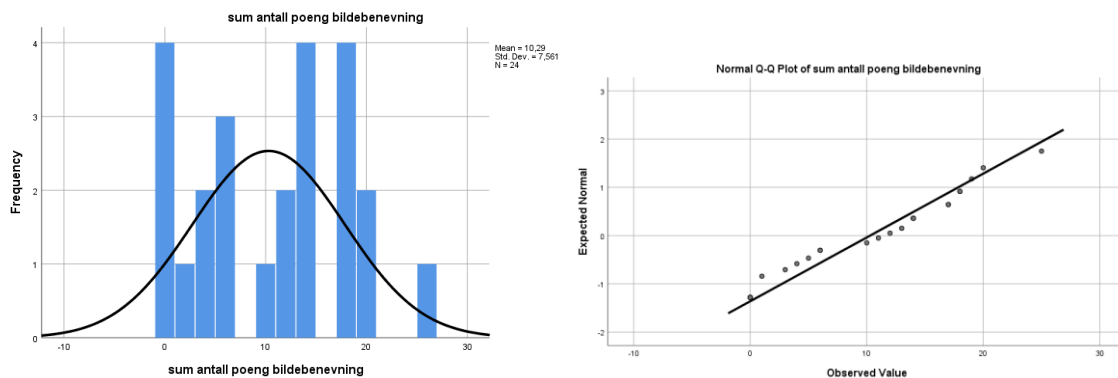 sum antall poeng bildebenevning
Mean = 10,29
Std. Dev. = 7,561
N = 24
Frequency
4
3
2
1
0
-10
0
10
20
30
sum antall poeng bildebenevning
Normal Q-Q Plot of sum antall poeng bildebenevning
Expected Normal
3
2
1
0
-1
-2
-10
0
10
20
30
Observed Value